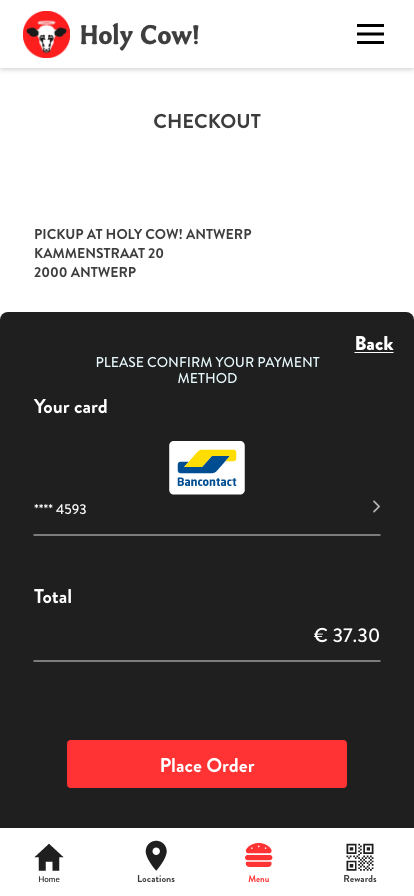 Holy Cow!
CHECKOUT
PICKUP AT HOLY COW! ANTWERP
KAMMENSTRAAT 20
2000 ANTWERP
Back
PLEASE CONFIRM YOUR PAYMENT
METHOD
Your card
Bancontact
**** 4593
Total
€ 37.30
Place Order
Home
Locations
Menu
Rewards